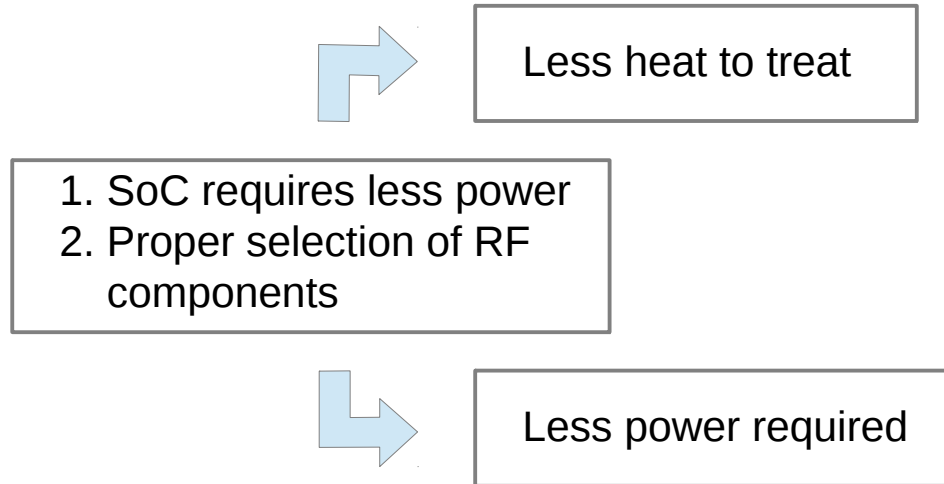 Less heat to treat
1. SoC requires less power
2. Proper selection of RF
components
Less power required